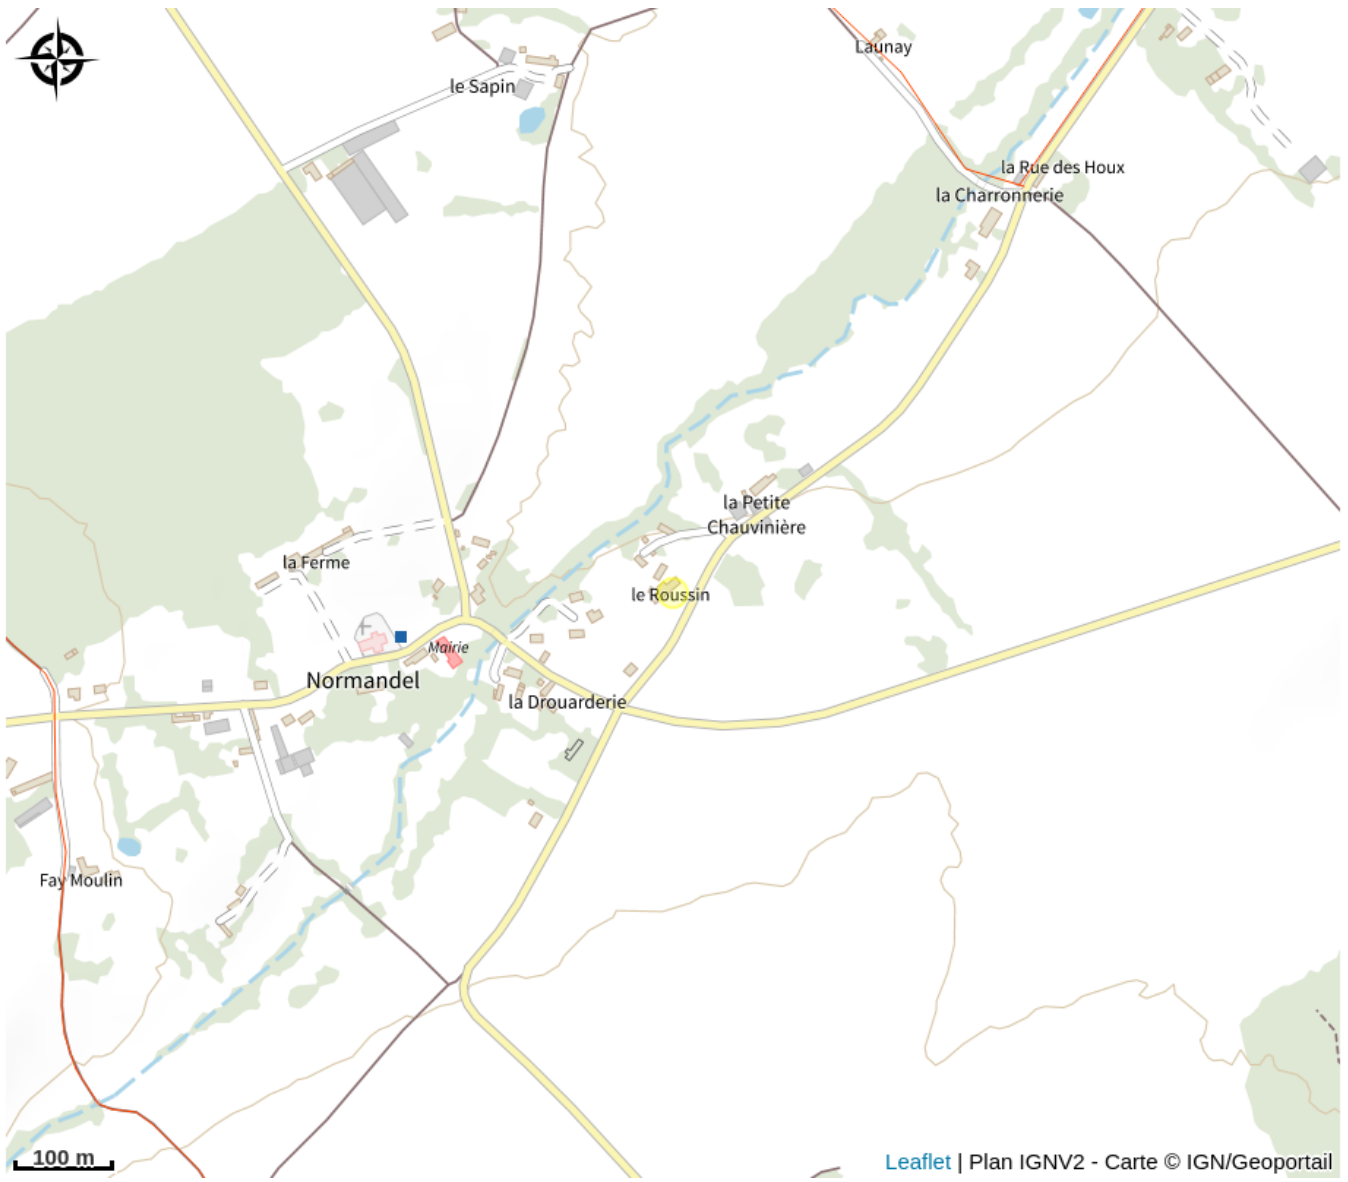 Launay
le Sapin
la Rue des Houx
la Charronnerie
la Petite
Chauvinière
la Ferme
le Roussin
Mairie
Normandel
la Drouarderie
Fay Moulin
100 m
Leaflet | Plan IGNV2 - Carte © IGN/Geoportail